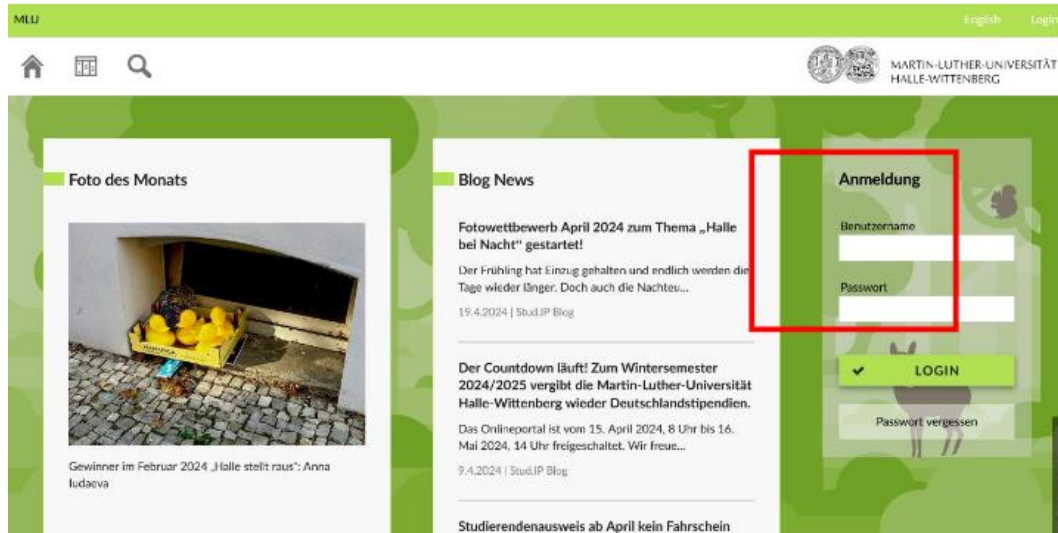 MLU
English Login
MARTIN-LUTHER-UNIVERSITÄT
HALLE-WITTENBERG
Foto des Monats
Gewinner im Februar 2024 „Halle stellt raus": Anna
Iudaeva
Blog News
Fotowettbewerb April 2024 zum Thema „Halle
bei Nacht" gestartet!
Der Frühling hat Einzug gehalten und endlich werden die
Tage wieder länger. Doch auch die Nachteu...
19.4.2024 | Stud.IP Blog
Der Countdown läuft! Zum Wintersemester
2024/2025 vergibt die Martin-Luther-Universität
Halle-Wittenberg wieder Deutschlandstipendien.
Das Onlineportal ist vom 15. April 2024, 8 Uhr bis 16.
Mai 2024, 14 Uhr freigeschaltet. Wir freue...
9.4.2024 | Stud.IP Blog
Studierendenausweis ab April kein Fahrschein
Anmeldung
Benutzername
Passwort
LOGIN
Passwort vergessen